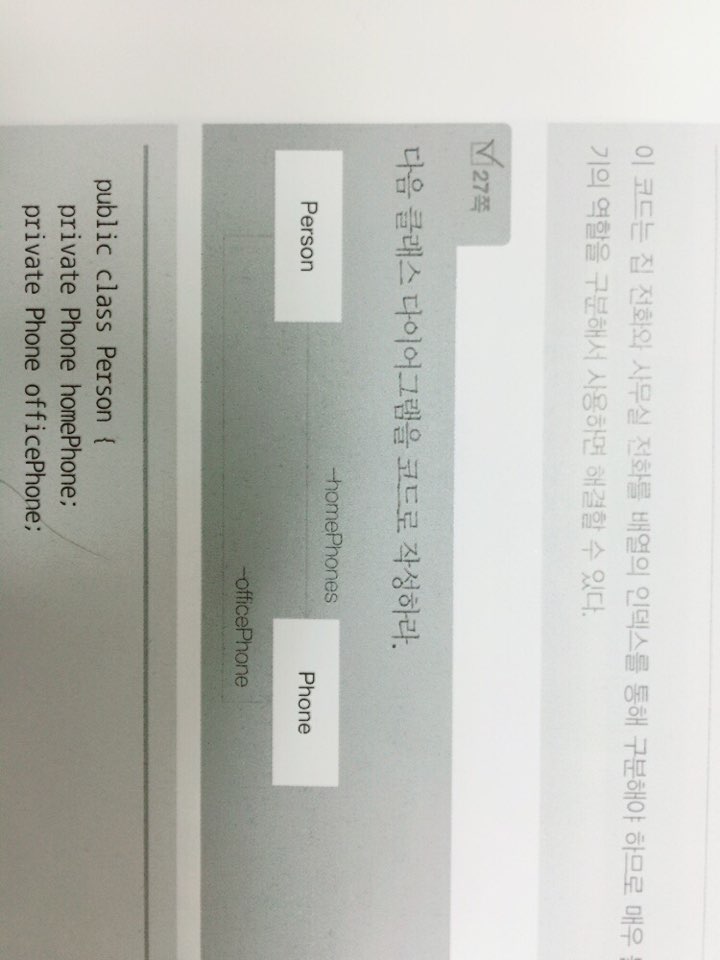 이 코드는 집 전화와 사무실 전화를 배열의 인덱스를 통해 구분해야 하므로 매우
기의 역할을 구분해서 사용하면 해결할 수 있다.
27쪽
다음 클래스 다이어그램을 코드로 작성하라.
-homePhones
Person
Phone
-officePhone
public class Person {
private Phone homePhone;
private Phone officePhone;